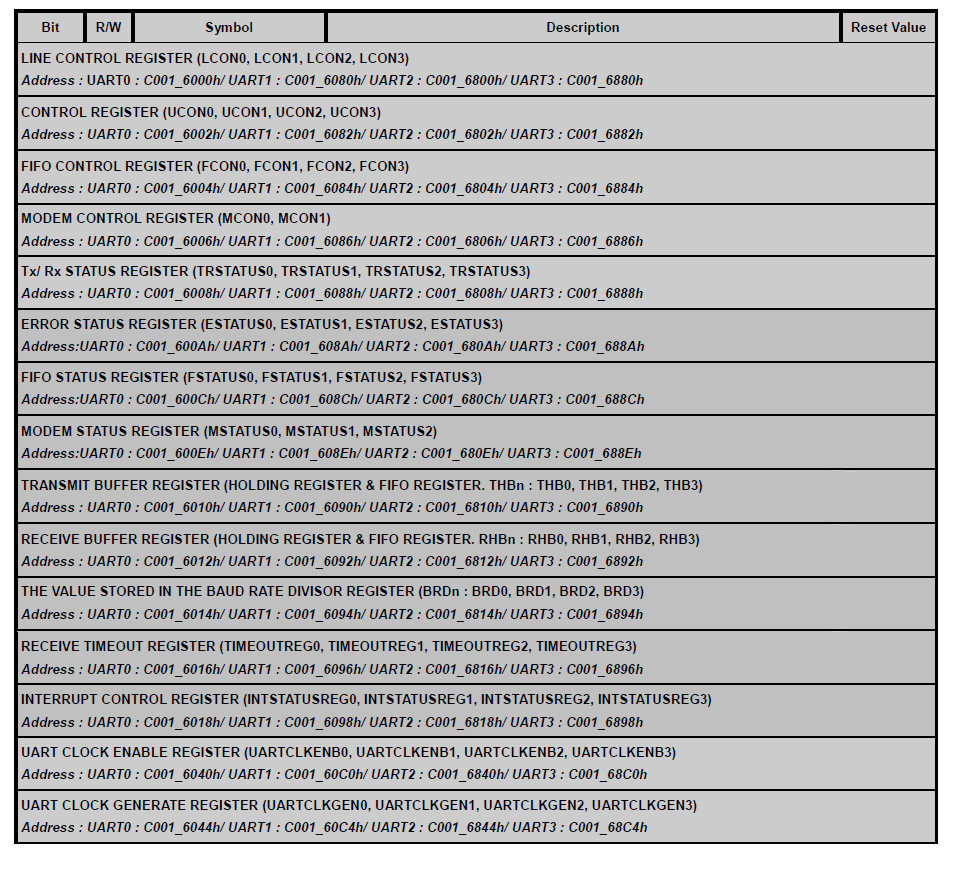 Bit R/W Symbol Description Reset Value
LINE CONTROL REGISTER (LCON0, LCON1, LCON2, LCON3)
Address : UART0 : C001_6000h/ UART1 : C001_6080h/ UART2 : C001_6800h/ UART3 : C001_6880h
CONTROL REGISTER (UCON0, UCON1, UCON2, UCON3)
Address : UART0 : C001_6002h/ UART1 : C001_6082h/ UART2 : C001_6802h/ UART3 : C001_6882h
FIFO CONTROL REGISTER (FCON0, FCON1, FCON2, FCON3)
Address : UART0 : C001_6004h/ UART1 : C001_6084h/ UART2 : C001_6804h/ UART3 : C001_6884h
MODEM CONTROL REGISTER (MCON0, MCON1)
Address : UART0 : C001_6006h/ UART1 : C001_6086h/ UART2 : C001_6806h/ UART3 : C001_6886h
Tx/ Rx STATUS REGISTER (TRSTATUS0, TRSTATUS1, TRSTATUS2, TRSTATUS3)
Address : UART0 : C001_6008h/ UART1 : C001_6088h/ UART2 : C001_6808h/ UART3 : C001_6888h
ERROR STATUS REGISTER (ESTATUS0, ESTATUS1, ESTATUS2, ESTATUS3)
Address:UART0 : C001_600Ah/ UART1 : C001_608Ah/ UART2 : C001_680Ah/ UART3 : C001_688Ah
FIFO STATUS REGISTER (FSTATUS0, FSTATUS1, FSTATUS2, FSTATUS3)
Address:UART0 : C001_600Ch/ UART1 : C001_608Ch/ UART2 : C001_680Ch/ UART3 : C001_688Ch
MODEM STATUS REGISTER (MSTATUS0, MSTATUS1, MSTATUS2)
Address:UART0 : C001_600Eh/ UART1 : C001_608Eh/ UART2 : C001_680Eh/ UART3 : C001_688Eh
TRANSMIT BUFFER REGISTER (HOLDING REGISTER & FIFO REGISTER. THBn : THB0, THB1, THB2, THB3)
Address : UART0 : C001_6010h/ UART1 : C001_6090h/ UART2 : C001_6810h/ UART3 : C001_6890h
RECEIVE BUFFER REGISTER (HOLDING REGISTER & FIFO REGISTER. RHBn : RHB0, RHB1, RHB2, RHB3)
Address : UART0 : C001_6012h/ UART1 : C001_6092h/ UART2 : C001_6812h/ UART3 : C001_6892h
THE VALUE STORED IN THE BAUD RATE DIVISOR REGISTER (BRDn : BRD0, BRD1, BRD2, BRD3)
Address : UART0 : C001_6014h/ UART1 : C001_6094h/ UART2 : C001_6814h/ UART3 : C001_6894h
RECEIVE TIMEOUT REGISTER (TIMEOUTREG0, TIMEOUTREG1, TIMEOUTREG2, TIMEOUTREG3)
Address : UART0 : C001_6016h/ UART1 : C001_6096h/ UART2 : C001_6816h/ UART3 : C001_6896h
INTERRUPT CONTROL REGISTER (INTSTATUSREG0, INTSTATUSREG1, INTSTATUSREG2, INTSTATUSREG3)
Address : UART0 : C001_6018h/ UART1 : C001_6098h/ UART2 : C001_6818h/ UART3 : C001_6898h
UART CLOCK ENABLE REGISTER (UARTCLKENB0, UARTCLKENB1, UARTCLKENB2, UARTCLKENB3)
Address : UART0 : C001_6040h/ UART1 : C001_60C0h/ UART2 : C001_6840h/ UART3 : C001_68C0h
UART CLOCK GENERATE REGISTER (UARTCLKGEN0, UARTCLKGEN1, UARTCLKGEN2, UARTCLKGEN3)
Address : UART0 : C001_6044h/ UART1 : C001_60C4h/ UART2 : C001_6844h/ UART3 : C001_68C4h